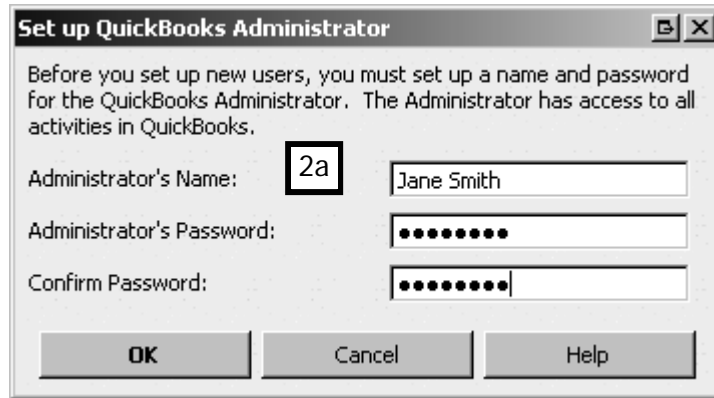 Set up QuickBooks Administrator
Before you set up new users, you must set up a name and password
for the QuickBooks Administrator. The Administrator has access to all
activities in QuickBooks.
2a
Administrator's Name: Jane Smith
Administrator's Password: ●●●●●●●●
Confirm Password: ●●●●●●●●
OK Cancel Help